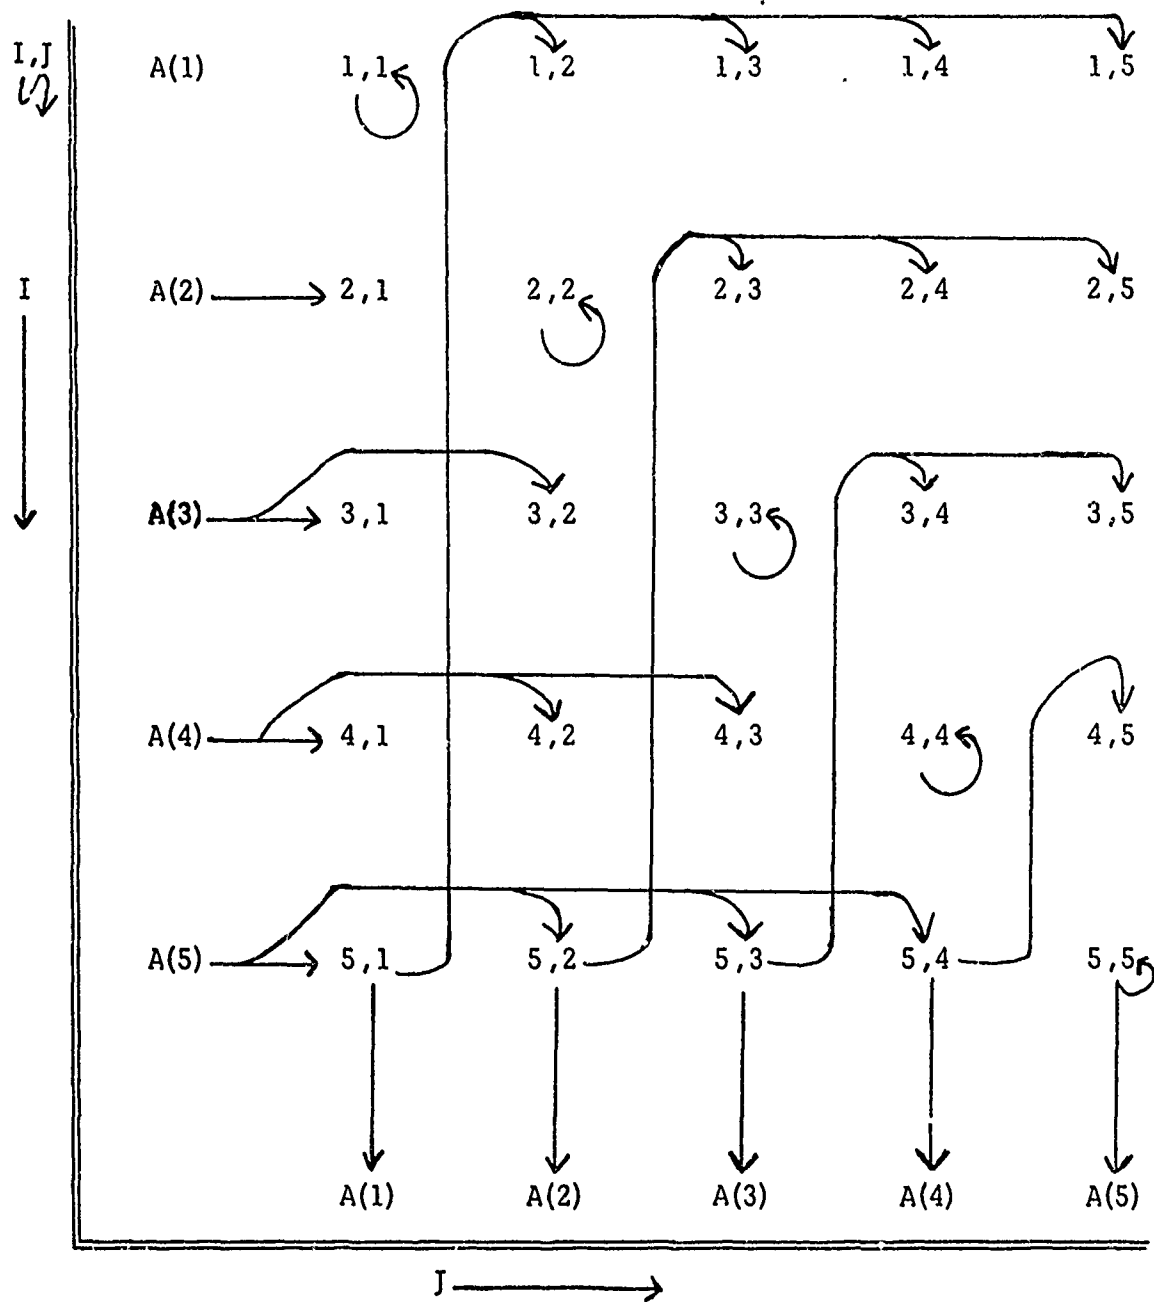 I,J A(1) 1,1 1,2 1,3 1,4 1,5
I A(2) 2,1 2,2 2,3 2,4 2,5
A(3) 3,1 3,2 3,3 3,4 3,5
A(4) 4,1 4,2 4,3 4,4 4,5
A(5) 5,1 5,2 5,3 5,4 5,5
A(1) A(2) A(3) A(4) A(5)
J